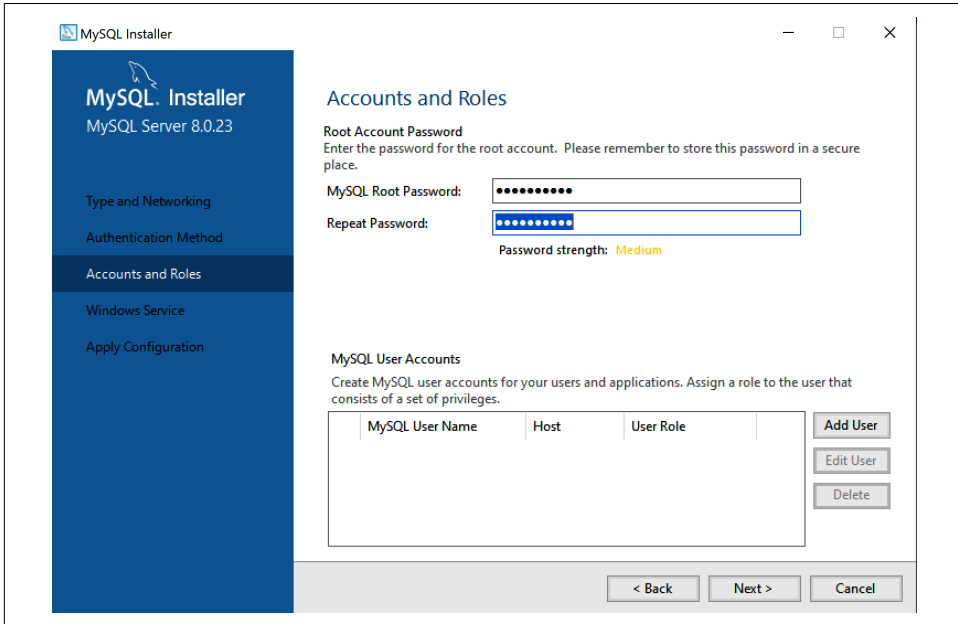 MySQL Installer
MySQL. Installer
MySQL Server 8.0.23
Type and Networking
Authentication Method
Accounts and Roles
Windows Service
Apply Configuration
Accounts and Roles
Root Account Password
Enter the password for the root account. Please remember to store this password in a secure
place.
MySQL Root Password: ●●●●●●●●●●
Repeat Password: ●●●●●●●●●●
Password strength: Medium
MySQL User Accounts
Create MySQL user accounts for your users and applications. Assign a role to the user that
consists of a set of privileges.
MySQL User Name Host User Role
Add User
Edit User
Delete
< Back Next > Cancel